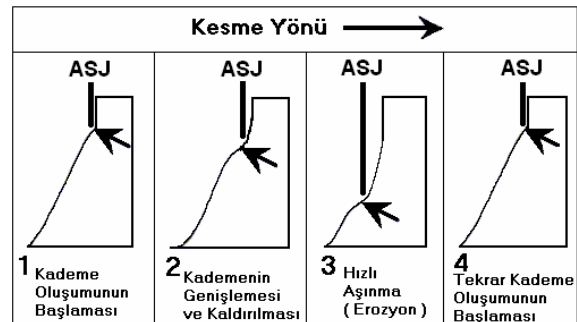 Kesme Yönü
ASJ
ASJ
ASJ
ASJ
1 Kademe
Oluşumunun
Başlaması
2 Kademenin
Genişlemesi
ve Kaldırılması
3 Hızlı
Aşınma
( Erozyon )
4
Tekrar Kademe
Oluşumunun
Başlaması